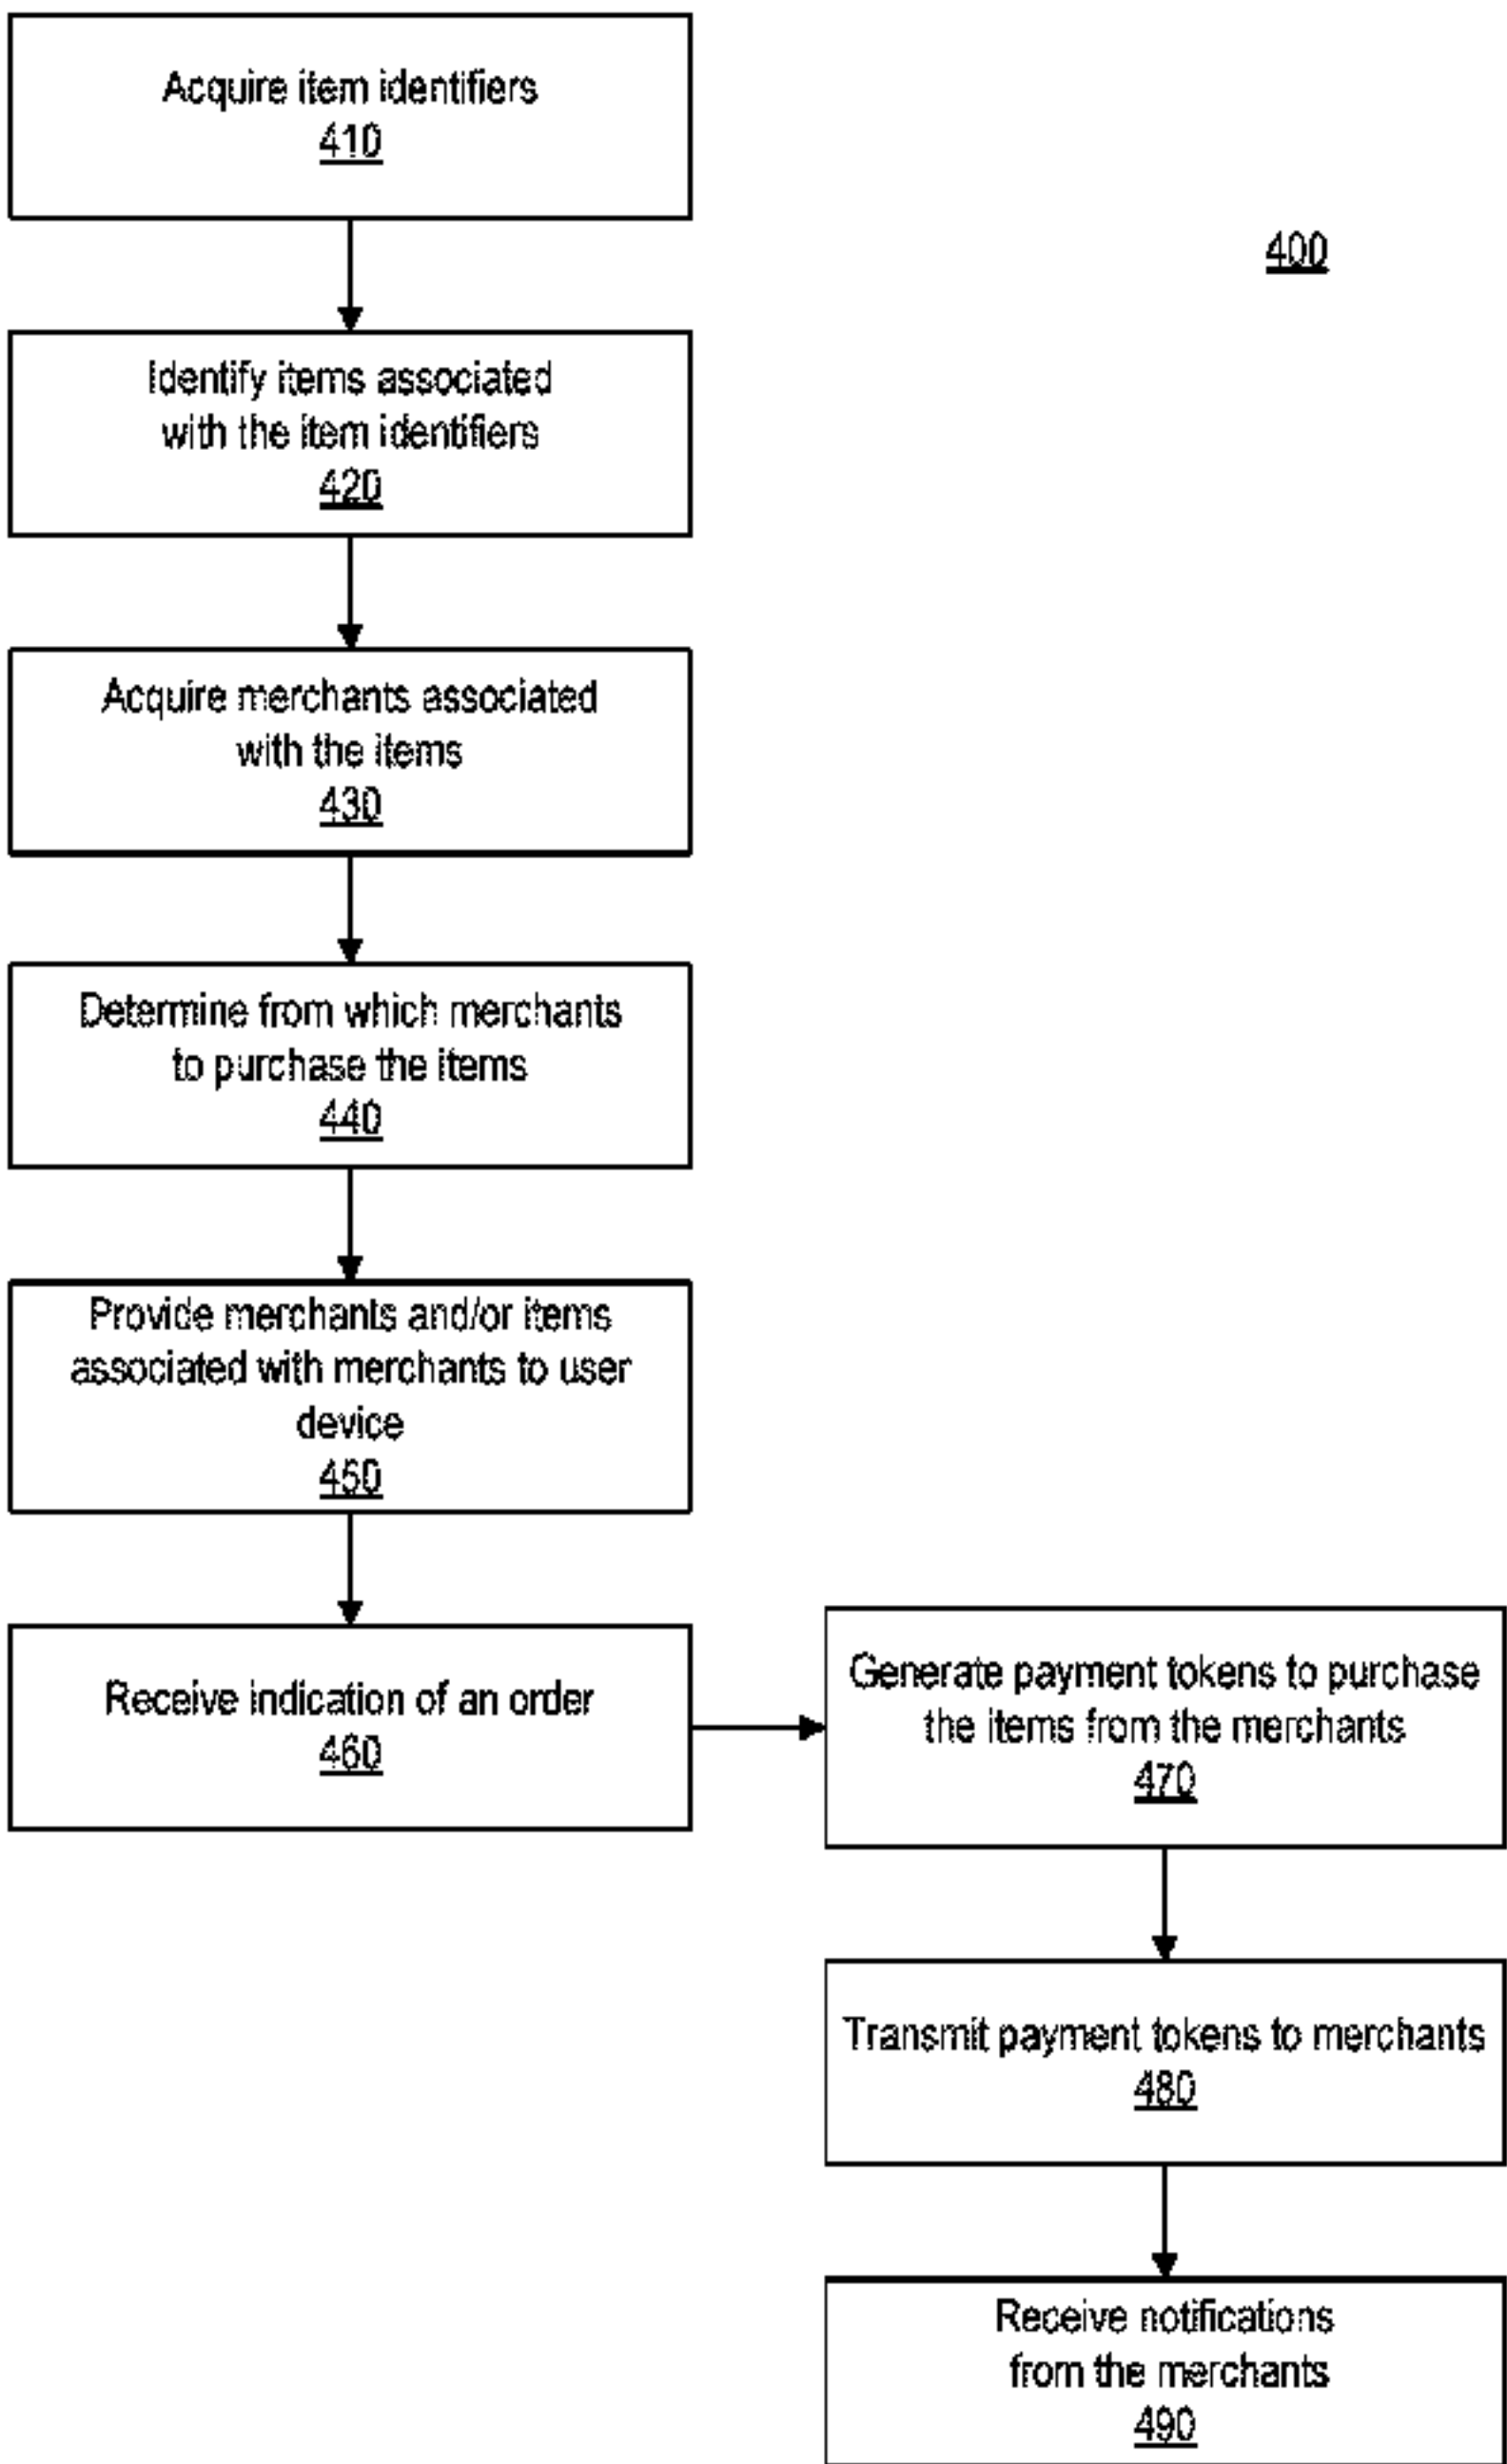 Acquire item identifiers
410
400
Identify items associated
with the item identifiers
420
Acquire merchants associated
with the items
430
Determine from which merchants
to purchase the items
440
Provide merchants and/or items
associated with merchants to user
device
450
Receive indication of an order
460
Generate payment tokens to purchase
the items from the merchants
470
Transmit payment tokens to merchants
480
Receive notifications
from the merchants
490